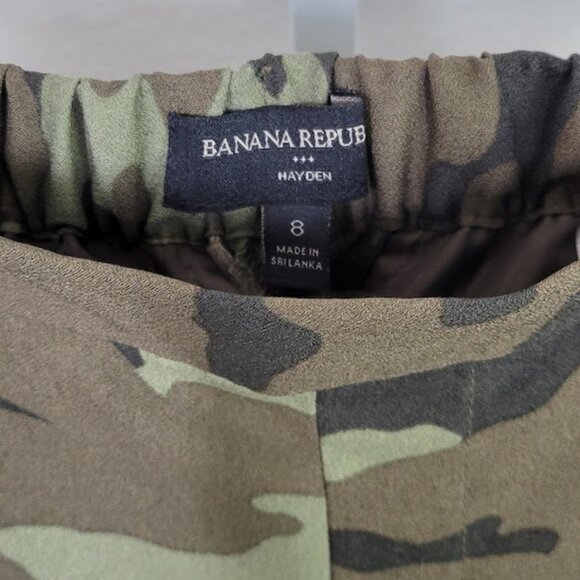 BANANA REPUB
HAYDEN
8
MADE IN
SRI LANKA